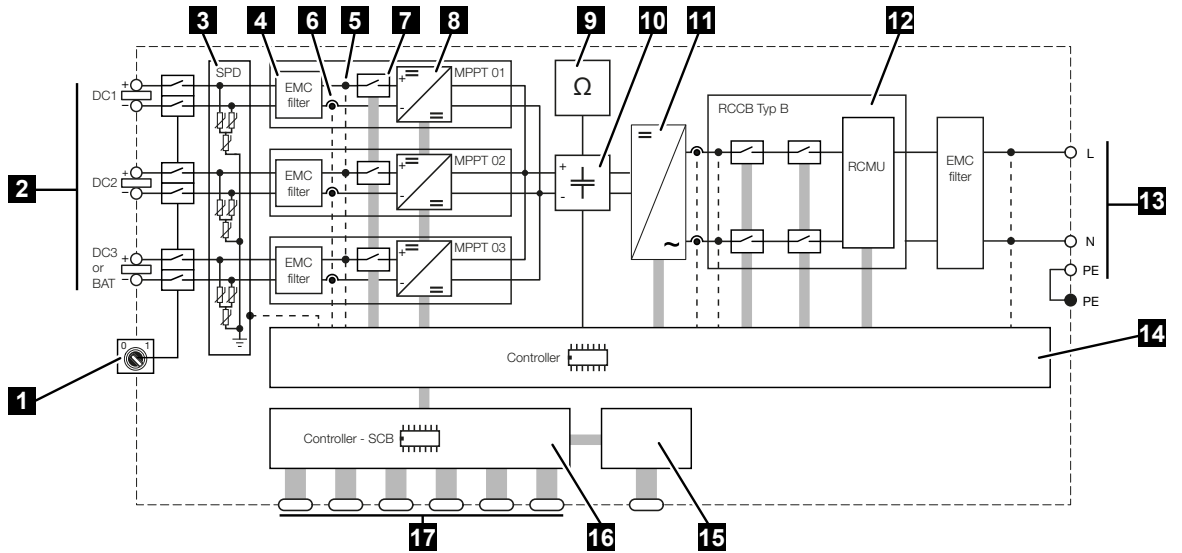 3 4 6 5 7 8 9 10 11 12
SPD
MPPT 01
EMC
filter
+ =
-
=
Ω
RCCB Typ B
DC1
+
−
=
+
-
RCMU
EMC
filter
L
MPPT 02
EMC
filter
+ =
-
=
2
DC2
+
−
~
13
N
MPPT 03
EMC
filter
+ =
-
=
DC3
or
BAT
+
−
PE
PE
0 1
1
Controller
14
Controller - SCB
17 16 15